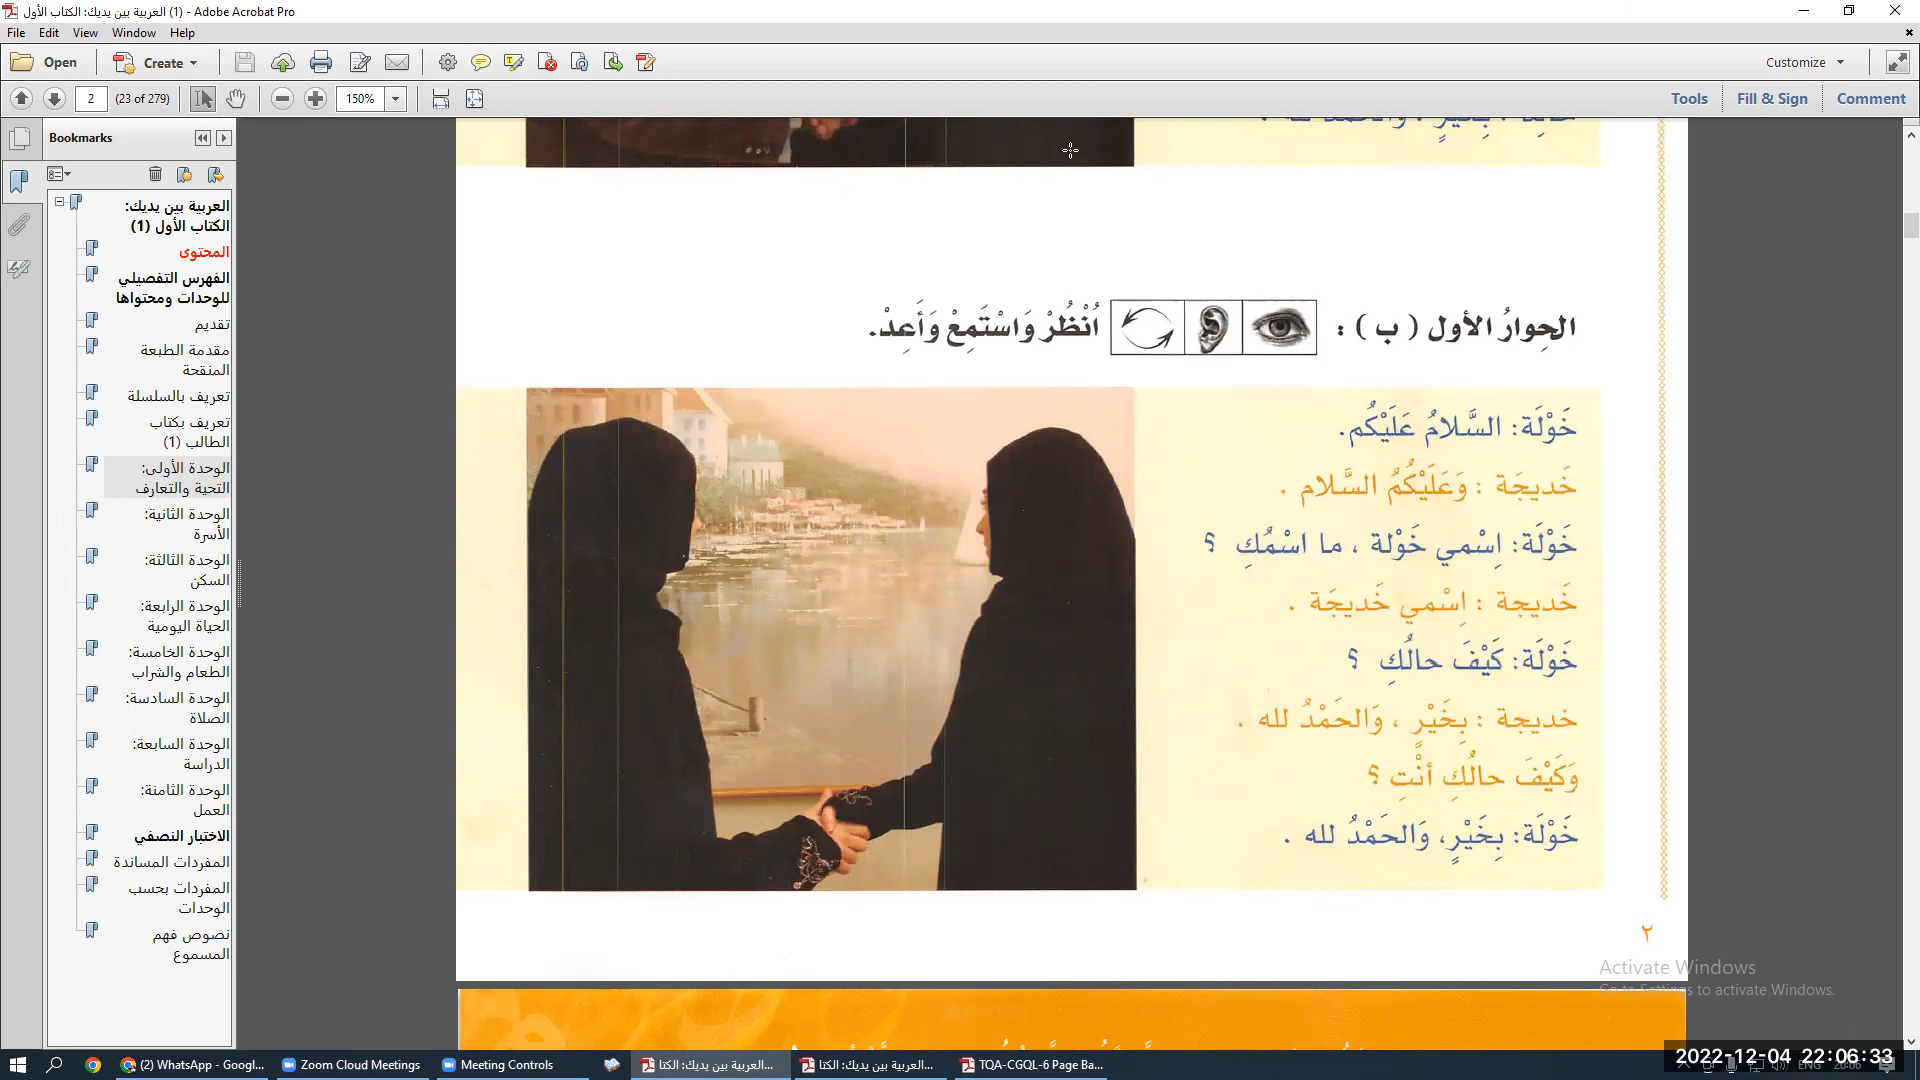 العربية بين يديك: الكتاب الأول (1) - Adobe Acrobat Pro
File Edit View Window Help
Open Create Customize
2 (23 of 279) 150% Tools Fill & Sign Comment
Bookmarks
العربية بين يديك:
الكتاب الأول (1)
المحتوى
الفهرس التفصيلي
للوحدات ومحتواها
تقديم
مقدمة الطبعة
المنقحة
تعريف بالسلسلة
تعريف بكتاب
الطالب (1)
الوحدة الأولى:
التحية والتعارف
الوحدة الثانية:
الأسرة
الوحدة الثالثة:
السكن
الوحدة الرابعة:
الحياة اليومية
الوحدة الخامسة:
الطعام والشراب
الوحدة السادسة:
الصلاة
الوحدة السابعة:
الدراسة
الوحدة الثامنة:
العمل
الاختبار النصفي
المفردات المساندة
المفردات بحسب
الوحدات
نصوص فهم
المسموع
الحِوارُ الأول ( ب ) : اُنْظُرْ وَاسْتَمِعْ وَأَعِدْ.
خَوْلَة: السَّلامُ عَلَيْكُم.
خَديجَة : وَعَلَيْكُمُ السَّلام .
خَوْلَة: اِسْمي خَوْلة ، ما اسْمُكِ ؟
خَديجة : اِسْمي خَديجَة .
خَوْلَة: كَيْفَ حالُكِ ؟
خديجة : بِخَيْرٍ ، وَالحَمْدُ لله .
وَكَيْفَ حالُكِ أنْتِ ؟
خَوْلَة: بِخَيْرٍ، وَالحَمْدُ لله .
٢
Activate Windows
Go to Settings to activate Windows.
(2) WhatsApp - Googl... Zoom Cloud Meetings Meeting Controls العربية بين يديك: الكتا... العربية بين يديك: الكتا... TQA-CGQL-6 Page Ba...
2022-12-04 22:06:33